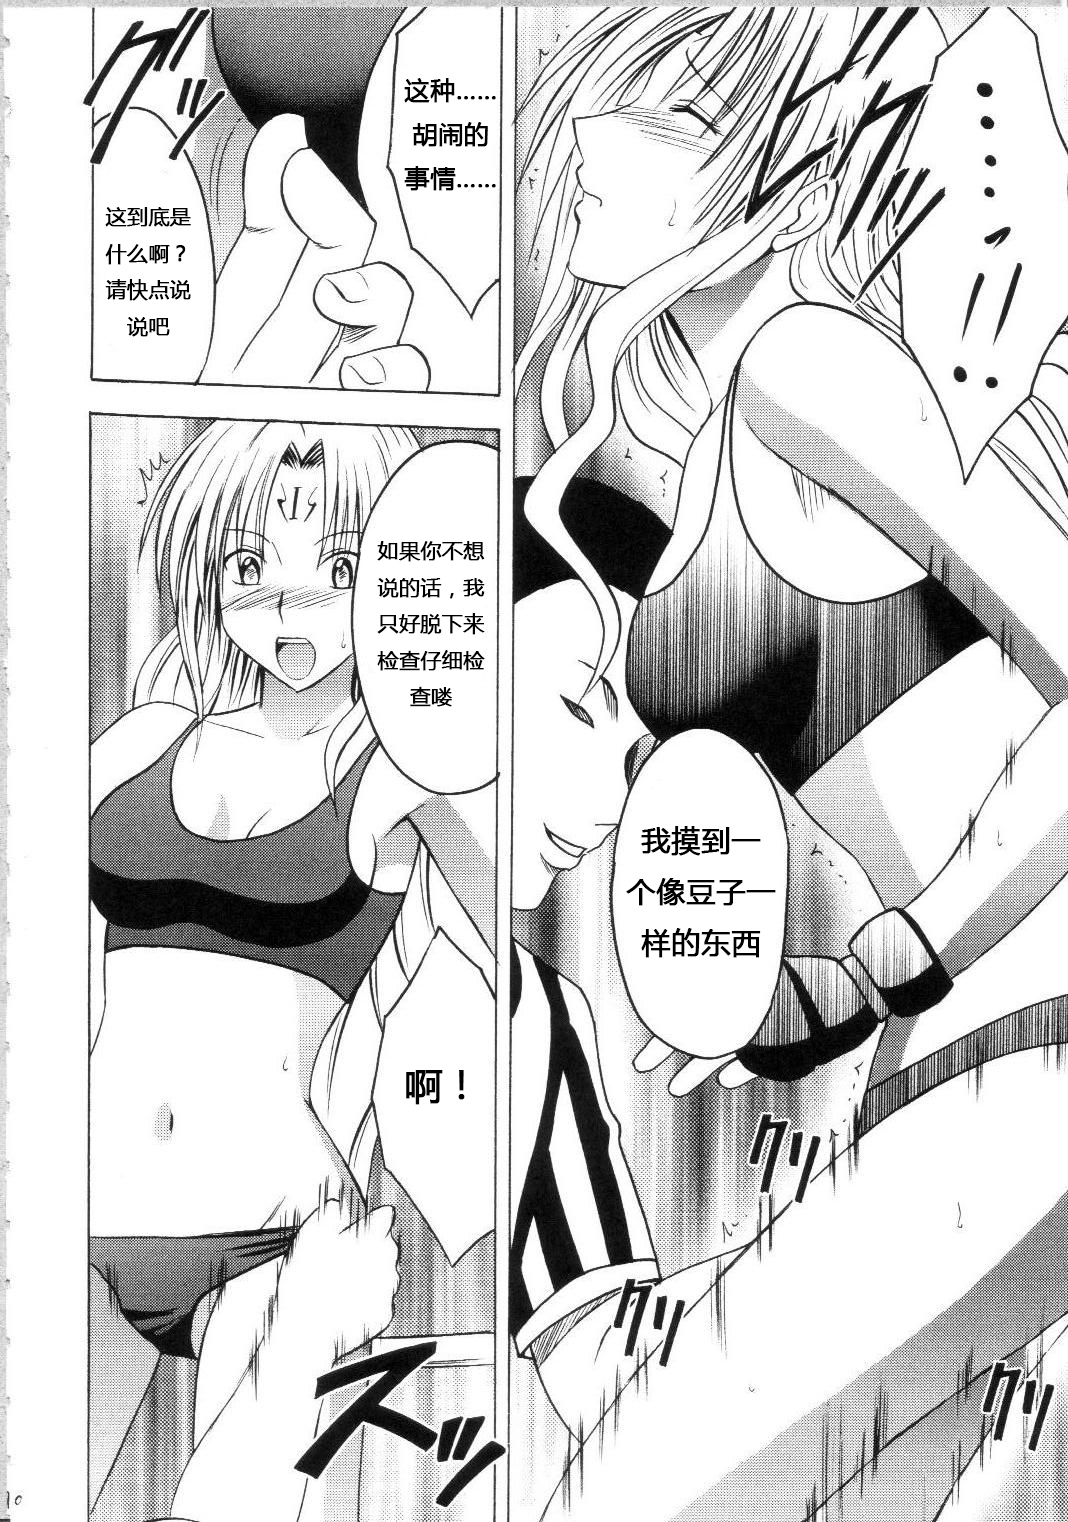 ……!!
グッ
グリ
我摸到一
个像豆子一
样的东西
クリ
クリ
クリ
这种……
胡闹的
事情……
グッ
这到底是
什么啊？
请快点说
说吧
I
如果你不想
说的话，我
只好脱下来
检查仔细检
查喽
啊！
スッ